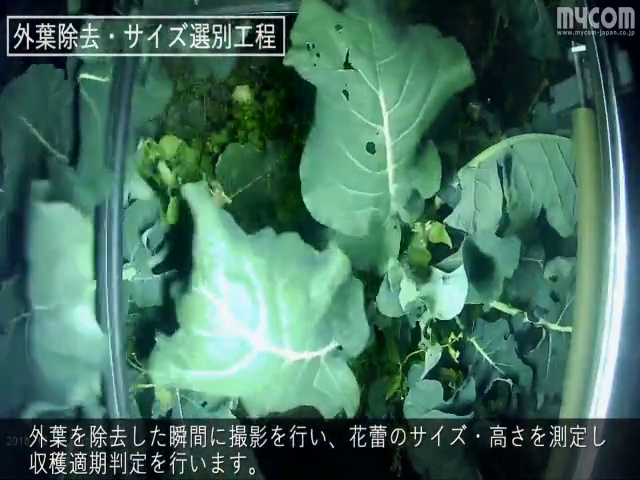 外葉除去・サイズ選別工程
mycom
www.mycom-japan.co.jp
2018
外葉を除去した瞬間に撮影を行い、花蕾のサイズ・高さを測定し
収穫適期判定を行います。